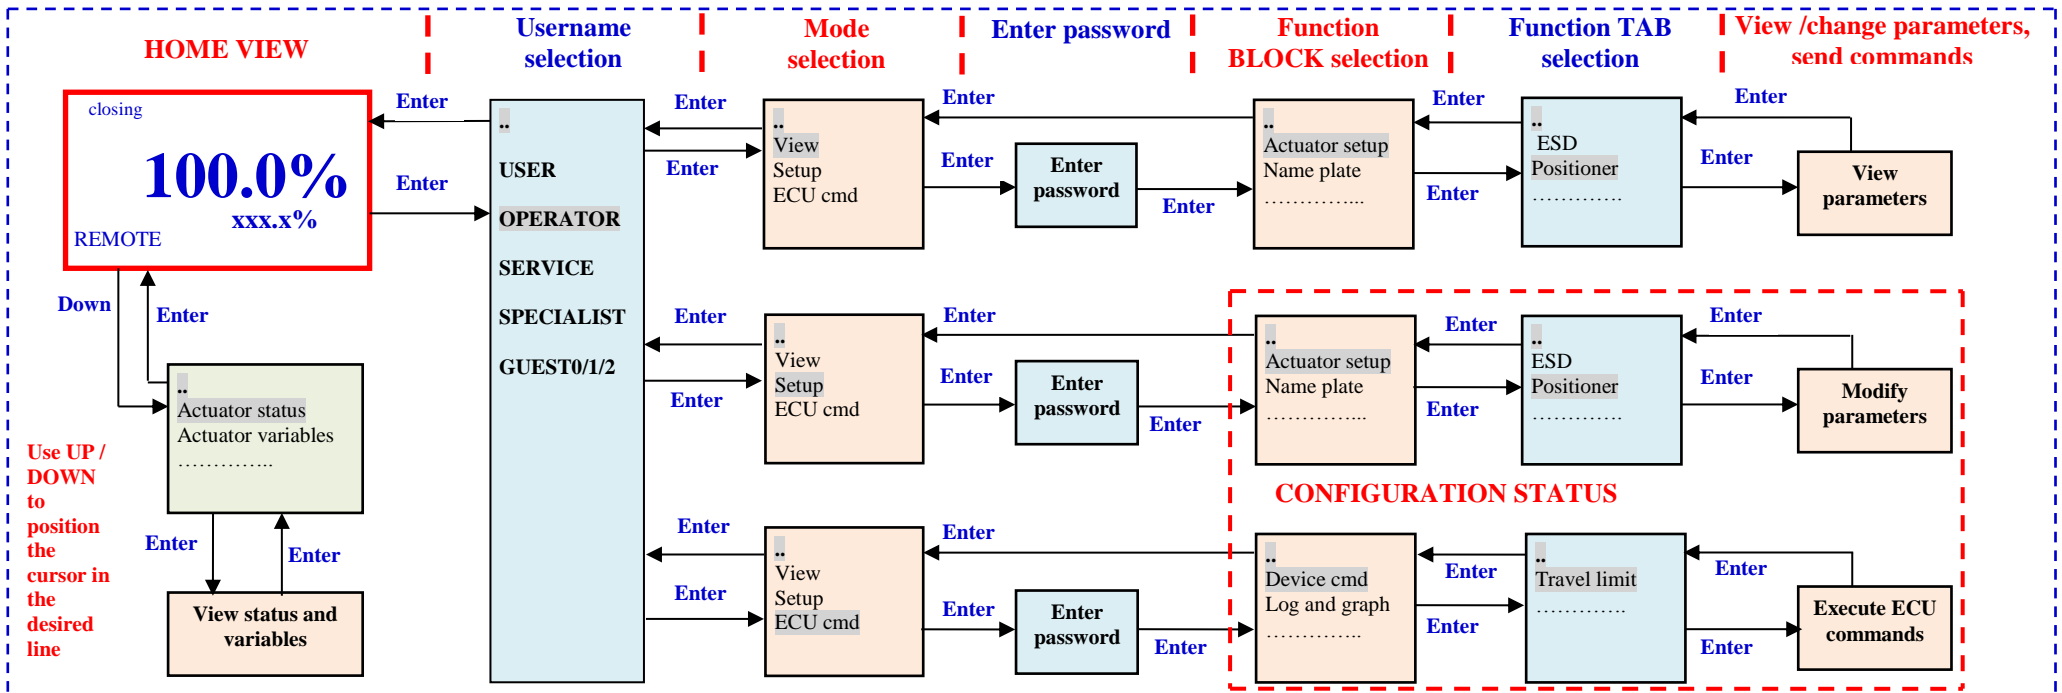 HOME VIEW
Username
selection
Mode
selection
Enter password
Function
BLOCK selection
Function TAB
selection
View /change parameters,
send commands
closing
100.0%
xxx.x%
REMOTE
Enter
Enter
Down
Enter
..
Actuator status
Actuator variables
…………..
Enter
Enter
View status and
variables
Use UP /
DOWN
to
position
the
cursor in
the
desired
line
..
USER
OPERATOR
SERVICE
SPECIALIST
GUEST0/1/2
Enter
Enter
..
View
Setup
ECU cmd
Enter
Enter
Enter
password
Enter
..
Actuator setup
Name plate
…………...
Enter
Enter
..
ESD
Positioner
………….
Enter
Enter
View
parameters
Enter
Enter
..
View
Setup
ECU cmd
Enter
Enter
Enter
password
Enter
..
Actuator setup
Name plate
…………...
Enter
Enter
..
ESD
Positioner
………….
Enter
Enter
Modify
parameters
CONFIGURATION STATUS
Enter
Enter
..
View
Setup
ECU cmd
Enter
Enter
Enter
password
Enter
..
Device cmd
Log and graph
…………..
Enter
Enter
..
Travel limit
………….
Enter
Enter
Execute ECU
commands